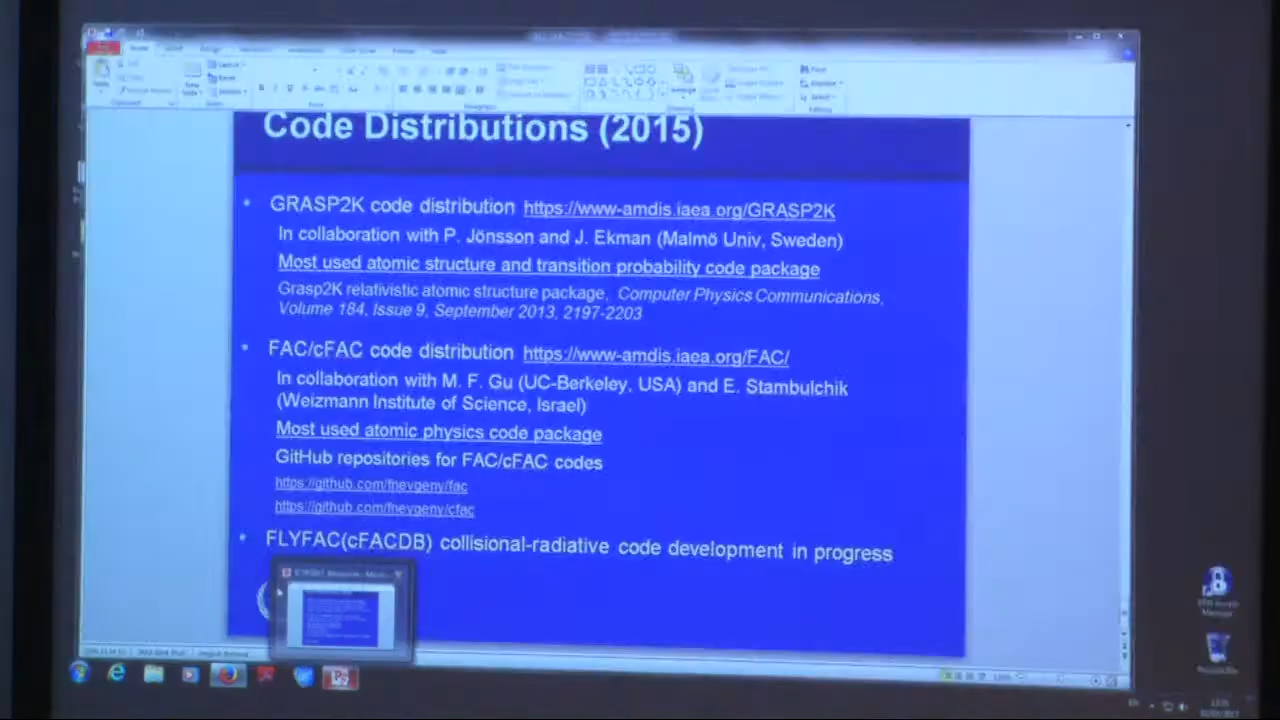 Code Distributions (2015)
• GRASP2K code distribution https://www-amdis.iaea.org/GRASP2K
In collaboration with P. Jönsson and J. Ekman (Malmö Univ, Sweden)
Most used atomic structure and transition probability code package
Grasp2K relativistic atomic structure package, Computer Physics Communications,
Volume 184, Issue 9, September 2013, 2197-2203
• FAC/cFAC code distribution https://www-amdis.iaea.org/FAC/
In collaboration with M. F. Gu (UC-Berkeley, USA) and E. Stambulchik
(Weizmann Institute of Science, Israel)
Most used atomic physics code package
GitHub repositories for FAC/cFAC codes
https://github.com/fnevgeny/fac
https://github.com/fnevgeny/cfac
• FLYFAC(cFACDB) collisional-radiative code development in progress